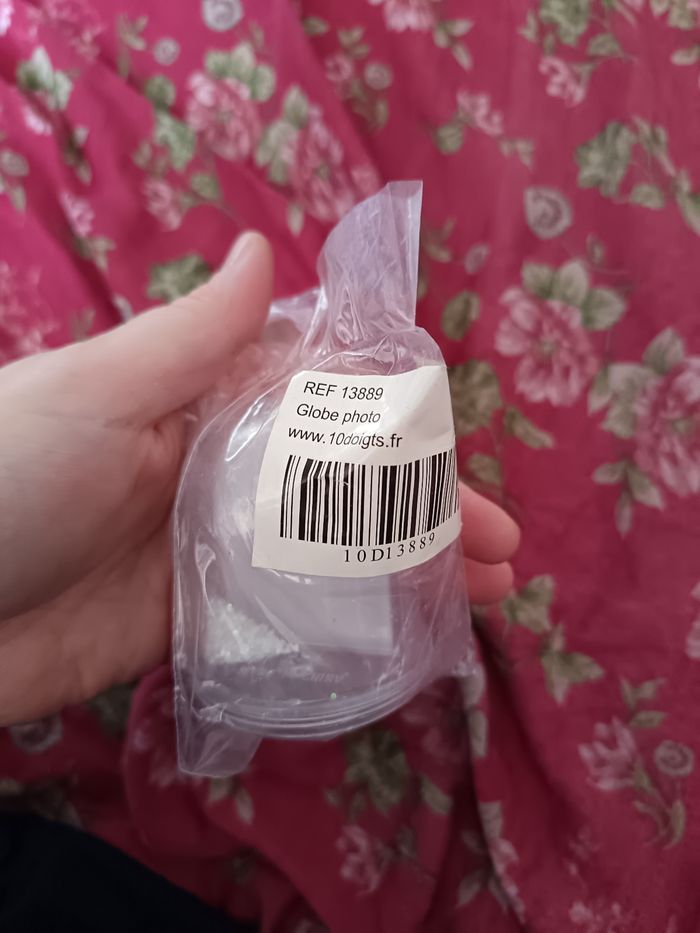 REF 13889
Globe photo
www.10doigts.fr
10D13889